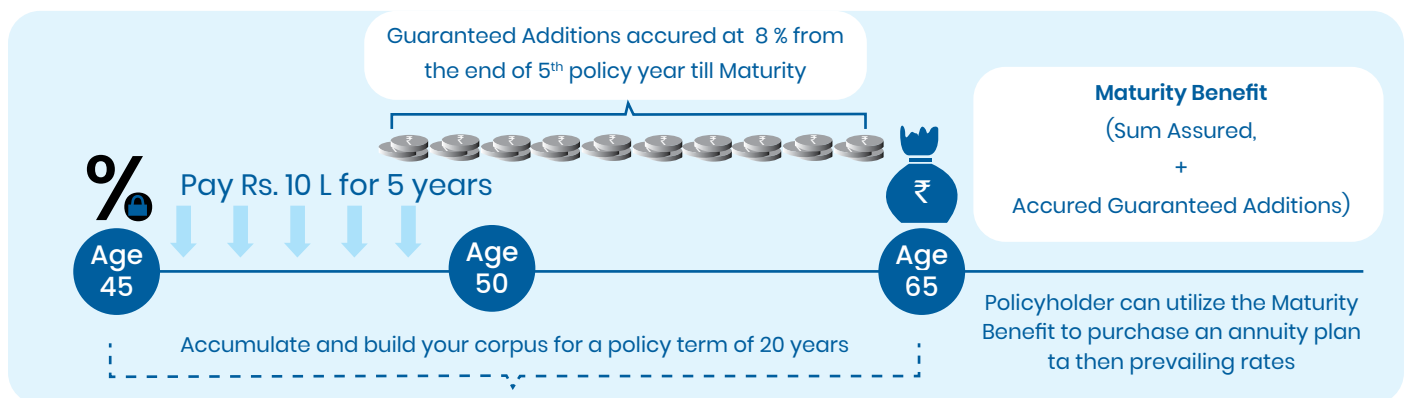 Guaranteed Additions accured at 8 % from
the end of 5th policy year till Maturity
Maturity Benefit
(Sum Assured,
+
Accured Guaranteed Additions)
%
Pay Rs. 10 L for 5 years
₹ ₹ ₹ ₹ ₹ ₹ ₹ ₹ ₹ ₹
₹
Age
45
Age
50
Age
65
Policyholder can utilize the Maturity
Benefit to purchase an annuity plan
ta then prevailing rates
Accumulate and build your corpus for a policy term of 20 years